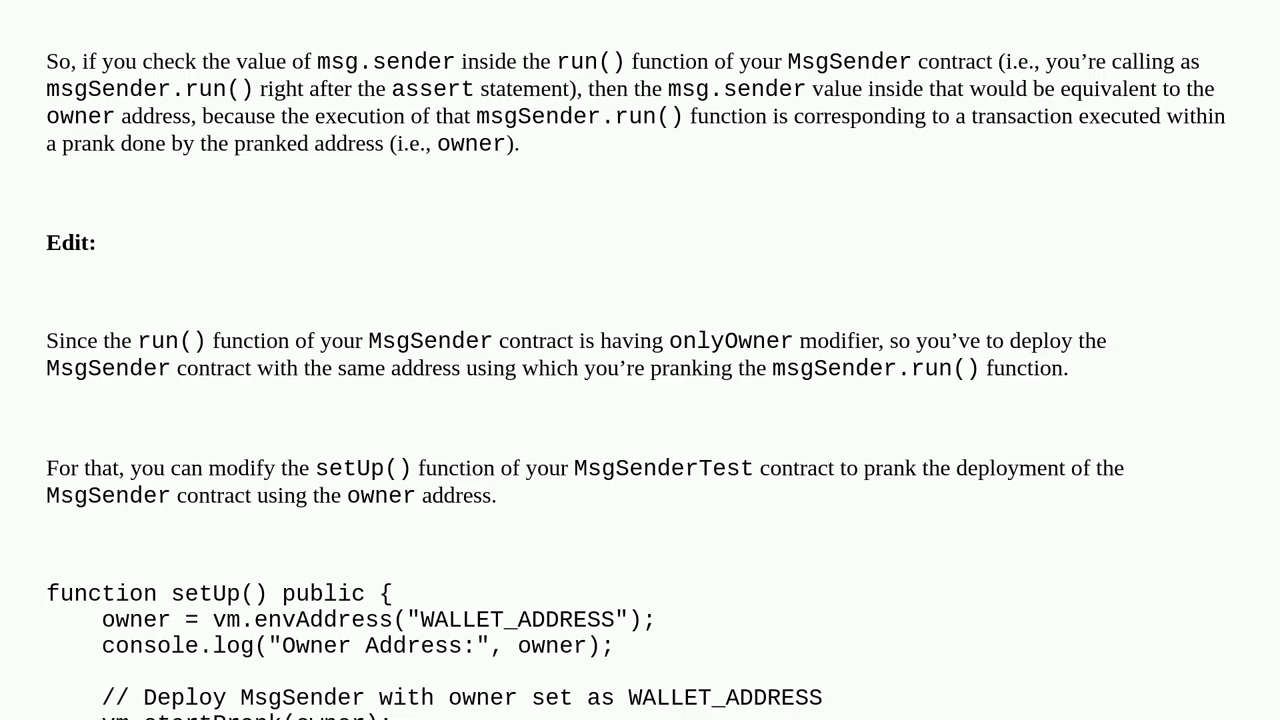 So, if you check the value of msg.sender inside the run() function of your MsgSender contract (i.e., you’re calling as
msgSender.run() right after the assert statement), then the msg.sender value inside that would be equivalent to the
owner address, because the execution of that msgSender.run() function is corresponding to a transaction executed within
a prank done by the pranked address (i.e., owner).
Edit:
Since the run() function of your MsgSender contract is having onlyOwner modifier, so you’ve to deploy the
MsgSender contract with the same address using which you’re pranking the msgSender.run() function.
For that, you can modify the setUp() function of your MsgSenderTest contract to prank the deployment of the
MsgSender contract using the owner address.
function setUp() public {
    owner = vm.envAddress("WALLET_ADDRESS");
    console.log("Owner Address:", owner);
    // Deploy MsgSender with owner set as WALLET_ADDRESS
    vm.startPrank(owner);